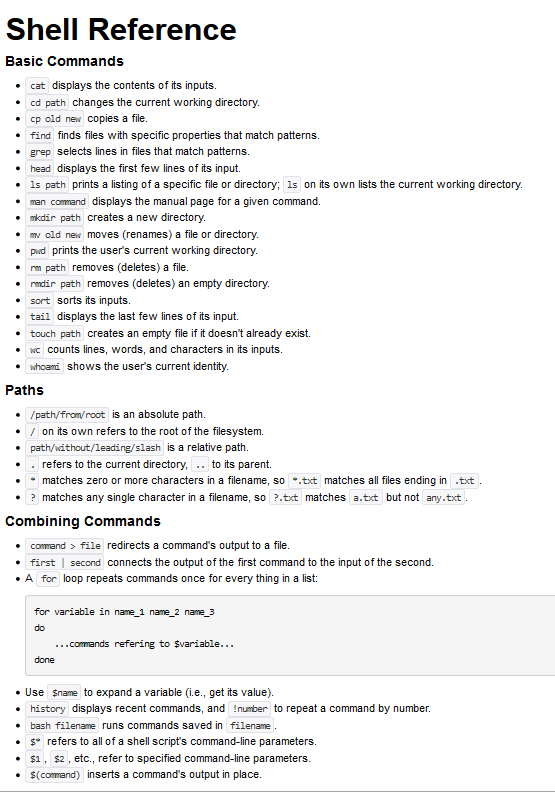 Shell Reference
Basic Commands
cat displays the contents of its inputs.
cd path changes the current working directory.
cp old new copies a file.
find finds files with specific properties that match patterns.
grep selects lines in files that match patterns.
head displays the first few lines of its input.
ls path prints a listing of a specific file or directory; ls on its own lists the current working directory.
man command displays the manual page for a given command.
mkdir path creates a new directory.
mv old new moves (renames) a file or directory.
pwd prints the user's current working directory.
rm path removes (deletes) a file.
rmdir path removes (deletes) an empty directory.
sort sorts its inputs.
tail displays the last few lines of its input.
touch path creates an empty file if it doesn't already exist.
wc counts lines, words, and characters in its inputs.
whoami shows the user's current identity.
Paths
/path/from/root is an absolute path.
/ on its own refers to the root of the filesystem.
path/without/leading/slash is a relative path.
. refers to the current directory, .. to its parent.
* matches zero or more characters in a filename, so *.txt matches all files ending in .txt.
? matches any single character in a filename, so ?.txt matches a.txt but not any.txt.
Combining Commands
command > file redirects a command's output to a file.
first | second connects the output of the first command to the input of the second.
A for loop repeats commands once for every thing in a list:
for variable in name_1 name_2 name_3
do
    ...commands refering to $variable...
done
Use $name to expand a variable (i.e., get its value).
history displays recent commands, and !number to repeat a command by number.
bash filename runs commands saved in filename.
$* refers to all of a shell script's command-line parameters.
$1, $2, etc., refer to specified command-line parameters.
$(command) inserts a command's output in place.